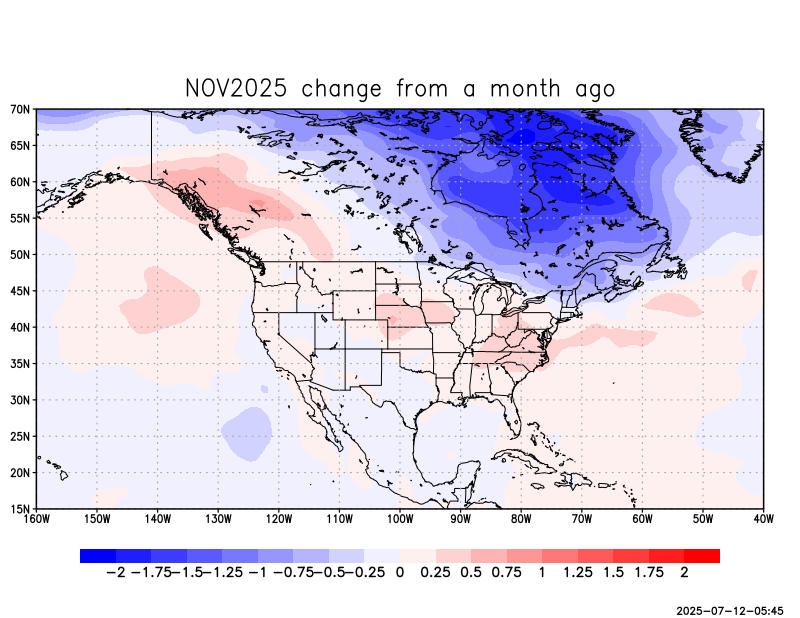 NOV2025 change from a month ago
70N
65N
60N
55N
50N
45N
40N
35N
30N
25N
20N
15N
160W 150W 140W 130W 120W 110W 100W 90W 80W 70W 60W 50W 40W
-2 -1.75 -1.5 -1.25 -1 -0.75 -0.5 -0.25 0 0.25 0.5 0.75 1 1.25 1.5 1.75 2
2025-07-12-05:45